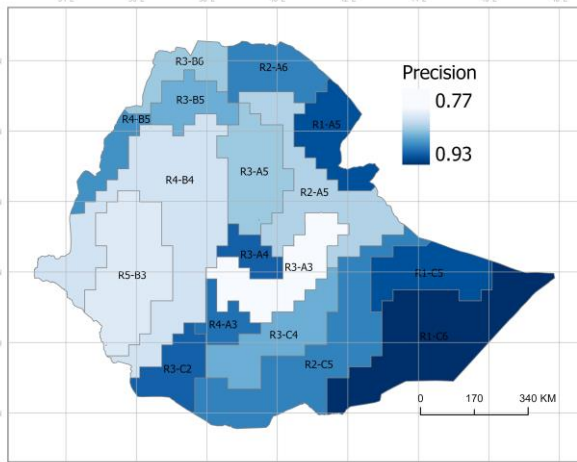 R3-B6
R2-A6
Precision
0.77
0.93
R3-B5
R4-B5
R1-A5
R3-A5
R4-B4
R2-A5
R3-A4
R3-A3
R5-B3
R1-C5
R4-A3
R3-C4
R1-C6
R3-C2
R2-C5
0 170 340 KM